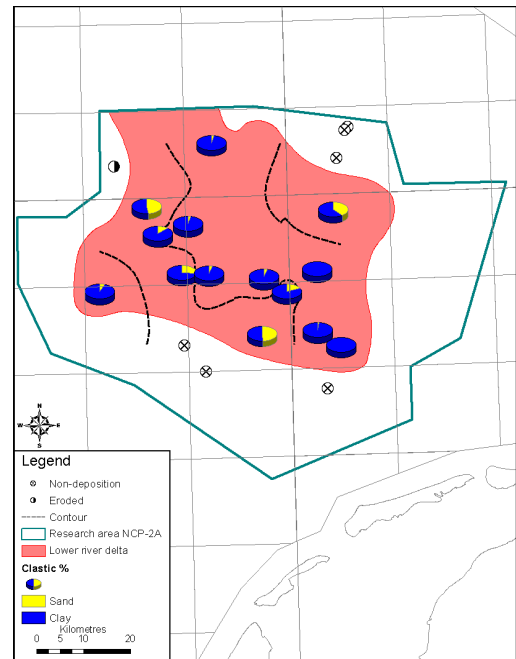 N
W E
S
Legend
Non-deposition
Eroded
Contour
Research area NCP-2A
Lower river delta
Clastic %
Sand
Clay
Kilometres
0 5 10 20